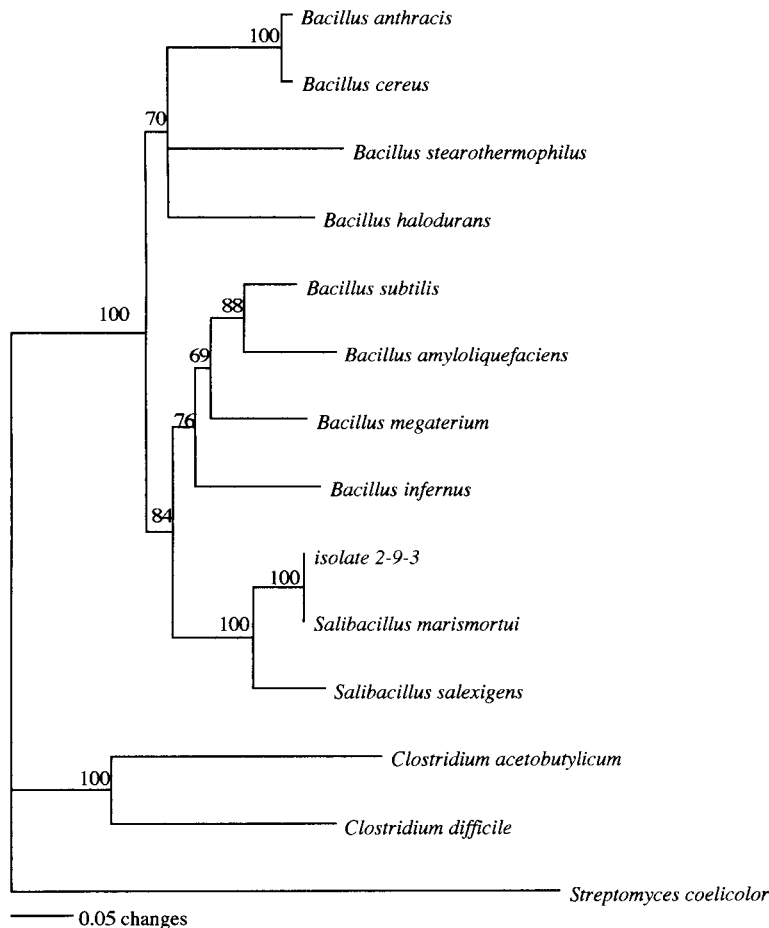 Bacillus anthracis
100
Bacillus cereus
70
Bacillus stearothermophilus
Bacillus halodurans
Bacillus subtilis
88
100
Bacillus amyloliquefaciens
69
Bacillus megaterium
76
Bacillus infernus
84
isolate 2-9-3
100
Salibacillus marismortui
100
Salibacillus salexigens
Clostridium acetobutylicum
100
Clostridium difficile
Streptomyces coelicolor
0.05 changes